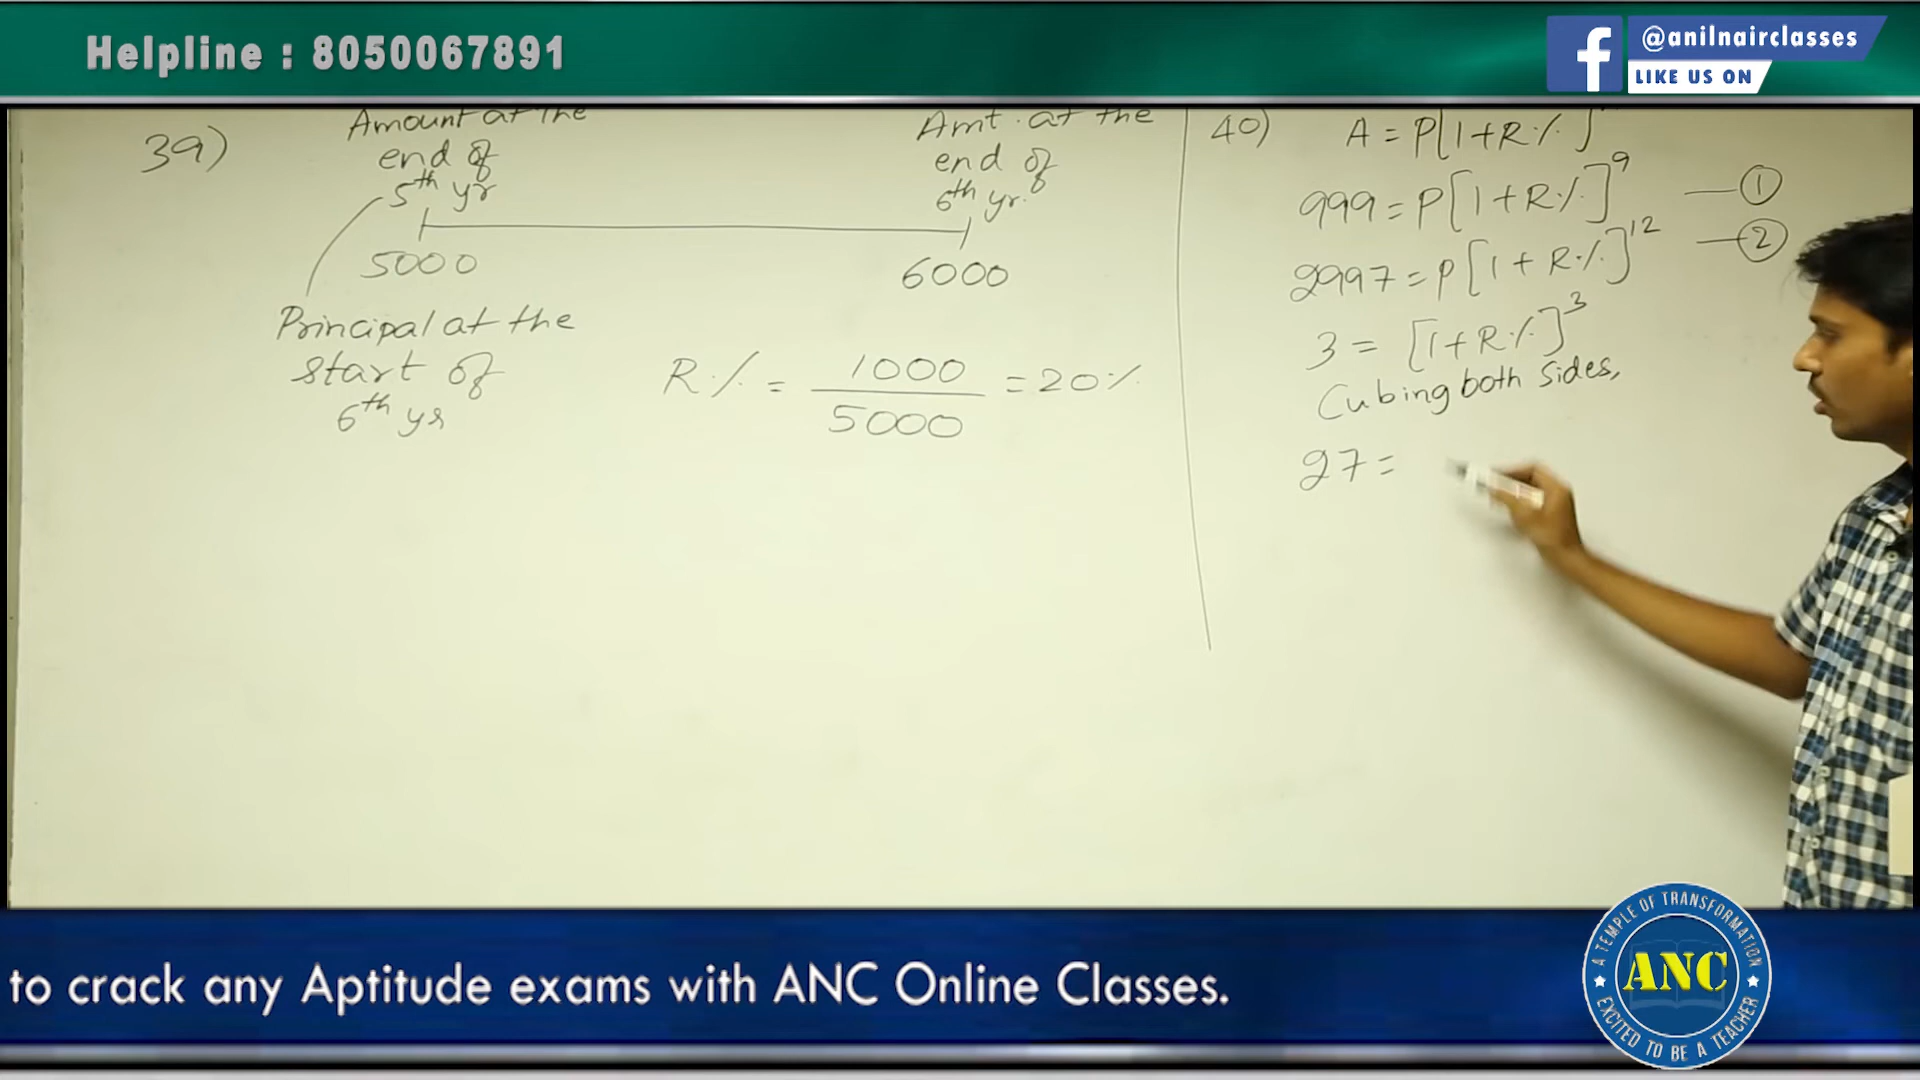 Helpline : 8050067891
@anilnairclasses
LIKE US ON
39)
Amount at the
end of
5th yr
5000
Principal at the
start of
6th yr
Amt. at the
end of
6th yr.
6000
R% = 1000/5000 = 20%
40)
A = P[1+R%]
999 = P[1+R%]^9 — ①
2997 = P[1+R%]^12 — ②
3 = [1+R%]^3
Cubing both sides,
27 =
to crack any Aptitude exams with ANC Online Classes.
A TEMPLE OF TRANSFORMATION
ANC
EXCITED TO BE A TEACHER